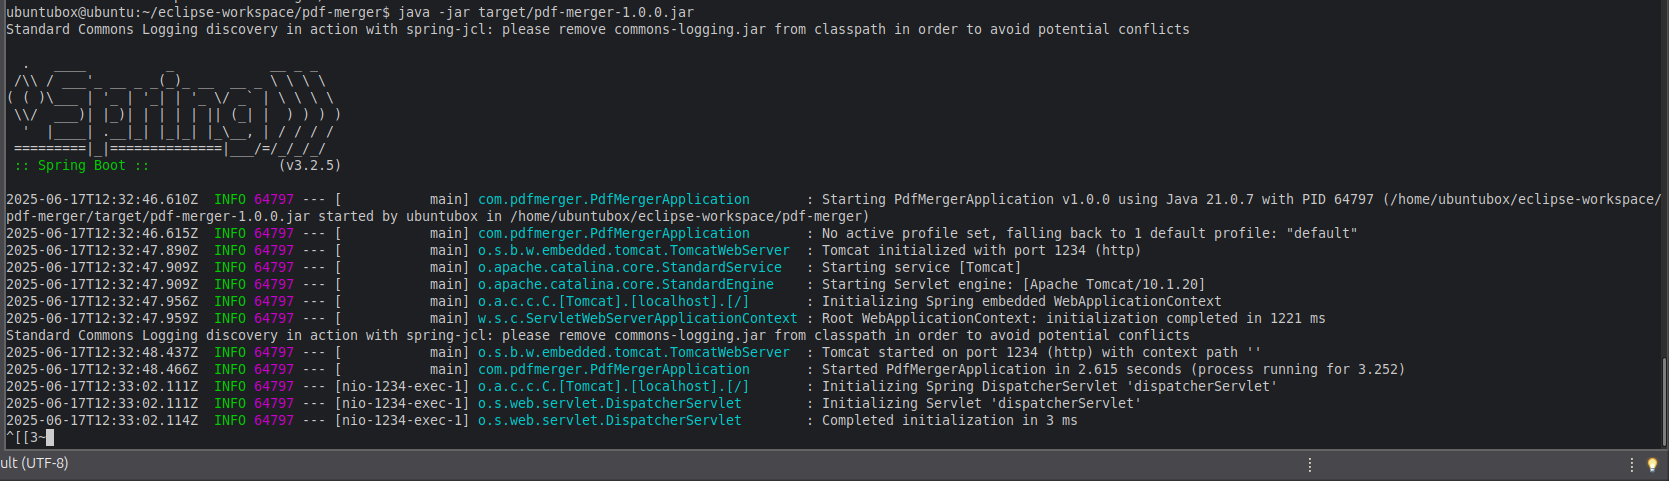 ubuntubox@ubuntu:~/eclipse-workspace/pdf-merger$ java -jar target/pdf-merger-1.0.0.jar
Standard Commons Logging discovery in action with spring-jcl: please remove commons-logging.jar from classpath in order to avoid potential conflicts
  .   ____          _            __ _ _
 /\\ / ___'_ __ _ _(_)_ __  __ _ \ \ \ \
( ( )\___ | '_ | '_| | '_ \/ _` | \ \ \ \
 \\/  ___)| |_)| | | | | || (_| |  ) ) ) )
  '  |____| .__|_| |_|_| |_\__, | / / / /
 =========|_|==============|___/=/_/_/_/
 :: Spring Boot ::                (v3.2.5)
2025-06-17T12:32:46.610Z  INFO 64797 --- [           main] com.pdfmerger.PdfMergerApplication       : Starting PdfMergerApplication v1.0.0 using Java 21.0.7 with PID 64797 (/home/ubuntubox/eclipse-workspace/
pdf-merger/target/pdf-merger-1.0.0.jar started by ubuntubox in /home/ubuntubox/eclipse-workspace/pdf-merger)
2025-06-17T12:32:46.615Z  INFO 64797 --- [           main] com.pdfmerger.PdfMergerApplication       : No active profile set, falling back to 1 default profile: "default"
2025-06-17T12:32:47.890Z  INFO 64797 --- [           main] o.s.b.w.embedded.tomcat.TomcatWebServer  : Tomcat initialized with port 1234 (http)
2025-06-17T12:32:47.909Z  INFO 64797 --- [           main] o.apache.catalina.core.StandardService   : Starting service [Tomcat]
2025-06-17T12:32:47.909Z  INFO 64797 --- [           main] o.apache.catalina.core.StandardEngine    : Starting Servlet engine: [Apache Tomcat/10.1.20]
2025-06-17T12:32:47.956Z  INFO 64797 --- [           main] o.a.c.c.C.[Tomcat].[localhost].[/]       : Initializing Spring embedded WebApplicationContext
2025-06-17T12:32:47.959Z  INFO 64797 --- [           main] w.s.c.ServletWebServerApplicationContext : Root WebApplicationContext: initialization completed in 1221 ms
Standard Commons Logging discovery in action with spring-jcl: please remove commons-logging.jar from classpath in order to avoid potential conflicts
2025-06-17T12:32:48.437Z  INFO 64797 --- [           main] o.s.b.w.embedded.tomcat.TomcatWebServer  : Tomcat started on port 1234 (http) with context path ''
2025-06-17T12:32:48.466Z  INFO 64797 --- [           main] com.pdfmerger.PdfMergerApplication       : Started PdfMergerApplication in 2.615 seconds (process running for 3.252)
2025-06-17T12:33:02.111Z  INFO 64797 --- [nio-1234-exec-1] o.a.c.c.C.[Tomcat].[localhost].[/]       : Initializing Spring DispatcherServlet 'dispatcherServlet'
2025-06-17T12:33:02.111Z  INFO 64797 --- [nio-1234-exec-1] o.s.web.servlet.DispatcherServlet        : Initializing Servlet 'dispatcherServlet'
2025-06-17T12:33:02.114Z  INFO 64797 --- [nio-1234-exec-1] o.s.web.servlet.DispatcherServlet        : Completed initialization in 3 ms
^[[3~
ult (UTF-8)